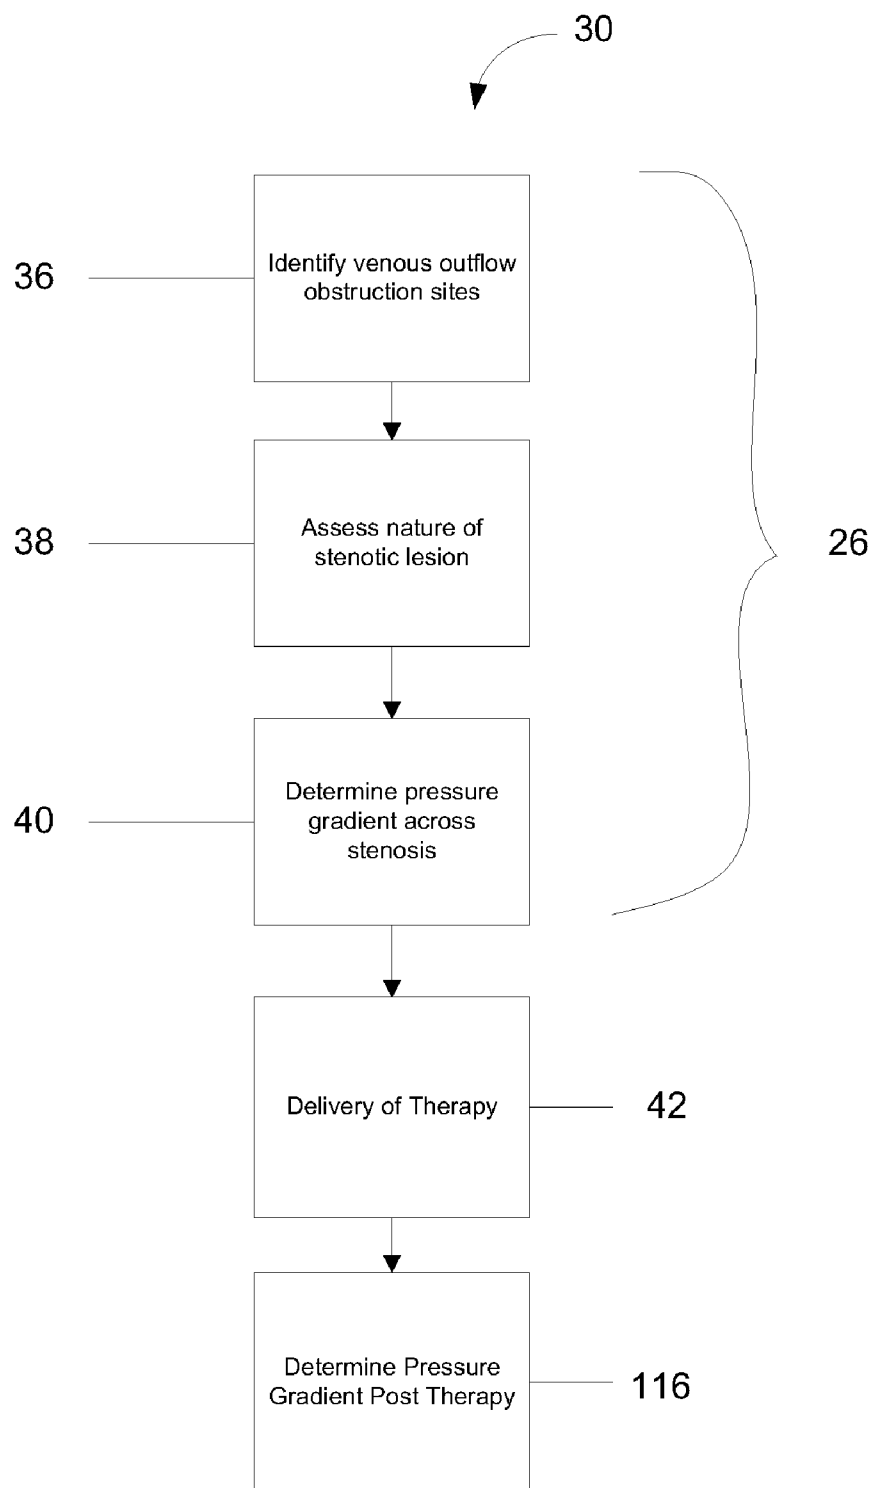 30
36
Identify venous outflow
obstruction sites
38
Assess nature of
stenotic lesion
26
40
Determine pressure
gradient across
stenosis
Delivery of Therapy
42
Determine Pressure
Gradient Post Therapy
116